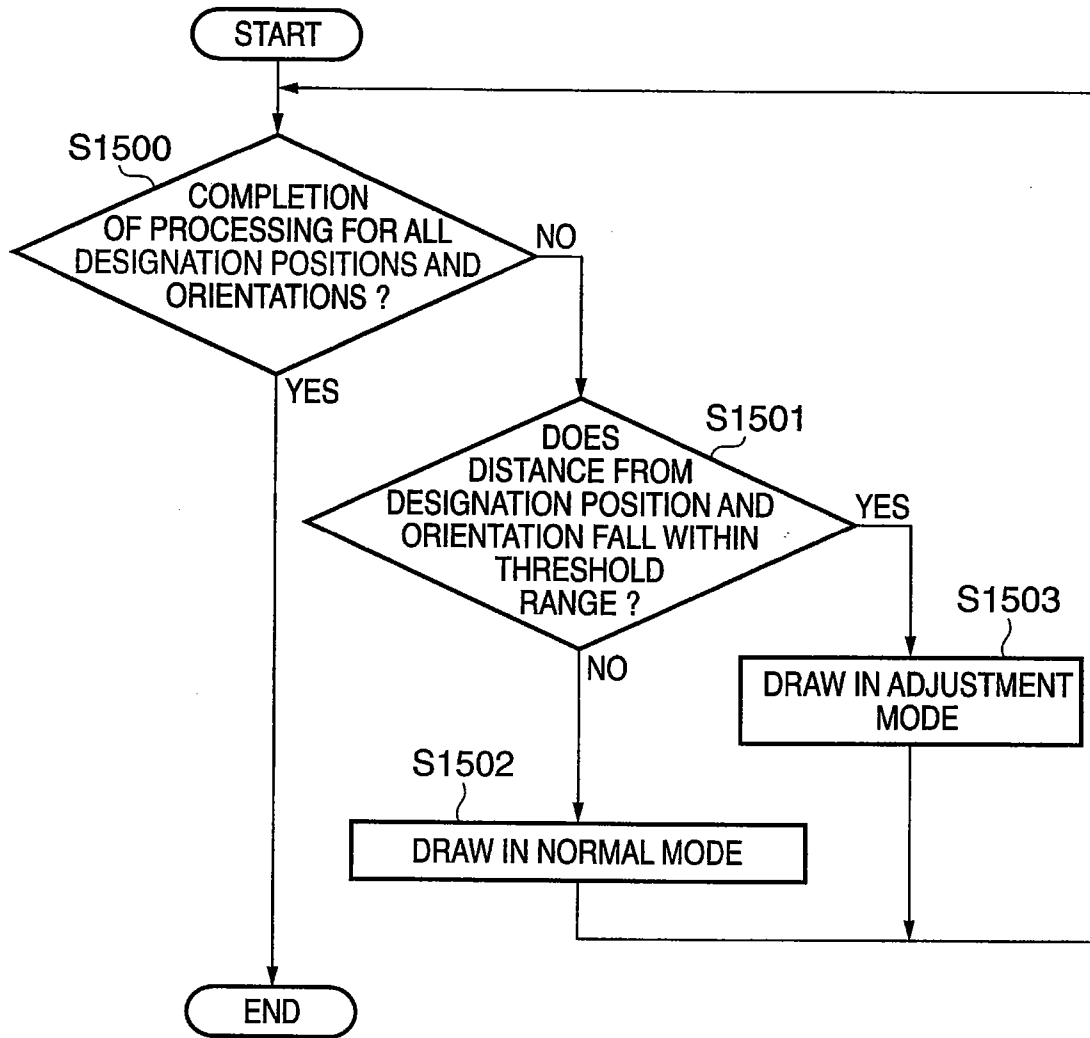 START
S1500
COMPLETION
OF PROCESSING FOR ALL
DESIGNATION POSITIONS AND
ORIENTATIONS ?
NO
YES
S1501
DOES
DISTANCE FROM
DESIGNATION POSITION AND
ORIENTATION FALL WITHIN
THRESHOLD
RANGE ?
YES
NO
S1503
DRAW IN ADJUSTMENT
MODE
S1502
DRAW IN NORMAL MODE
END